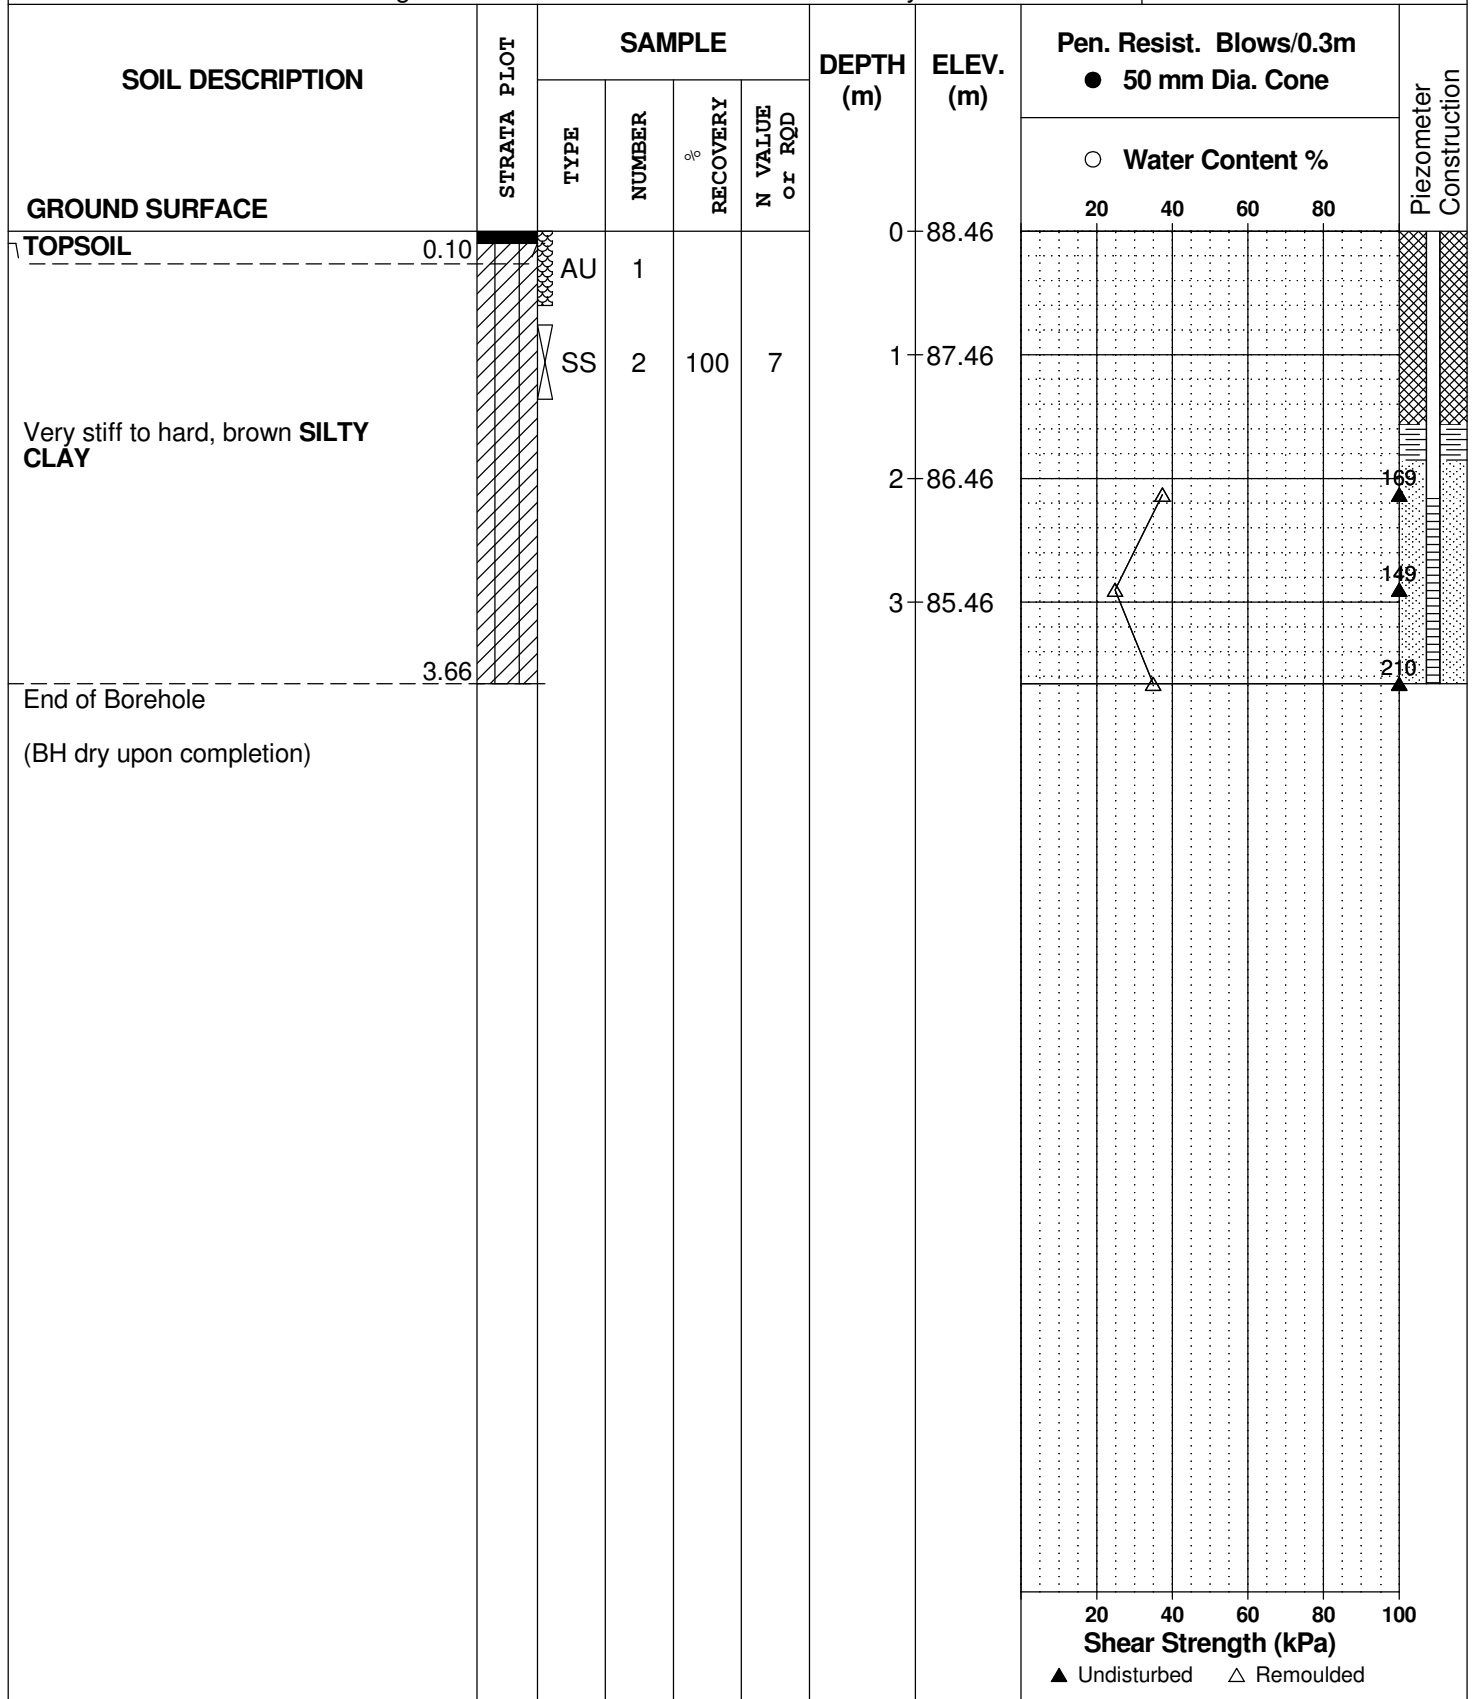 SOIL DESCRIPTION
GROUND SURFACE
STRATA PLOT
SAMPLE
TYPE
NUMBER
%
RECOVERY
N VALUE
or RQD
DEPTH
(m)
ELEV.
(m)
Pen. Resist. Blows/0.3m
● 50 mm Dia. Cone
○ Water Content %
20 40 60 80
Piezometer
Construction
TOPSOIL 0.10
AU 1
SS 2 100 7
0 88.46
1 87.46
2 86.46
3 85.46
Very stiff to hard, brown SILTY
CLAY
169
149
210
3.66
End of Borehole
(BH dry upon completion)
20 40 60 80 100
Shear Strength (kPa)
▲ Undisturbed △ Remoulded